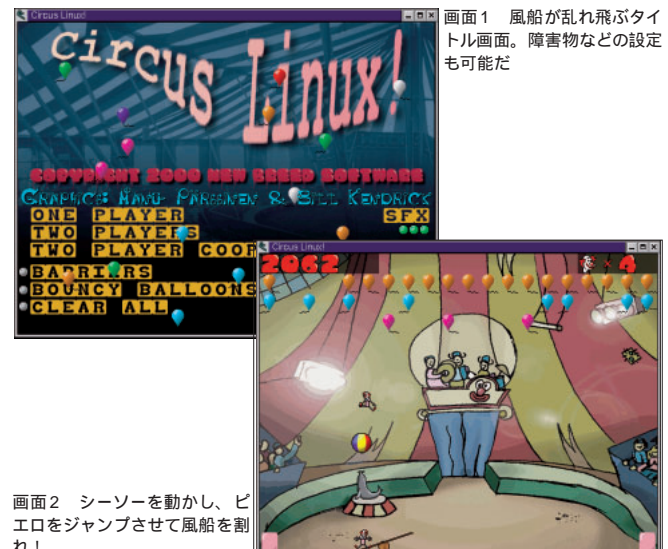 Circus Linux!
Circus Linux!
COPYRIGHT 2000 NEW BREED SOFTWARE
GRAPHICS: & BILL KENDRICK
ONE PLAYER
SFX
TWO PLAYERS
TWO PLAYER COOP
BARRIERS
BOUNCY BALLOONS
CLEAR ALL
画面1 風船が乱れ飛ぶタイ
トル画面。障害物などの設定
も可能だ
Circus Linux!
2062
× 4
画面2 シーソーを動かし、ピ
エロをジャンプさせて風船を割
れ!